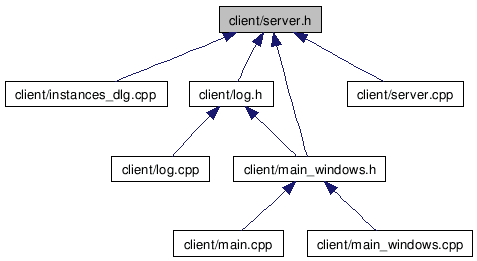 client/server.h
client/instances_dlg.cpp
client/log.h
client/server.cpp
client/log.cpp
client/main_windows.h
client/main.cpp
client/main_windows.cpp